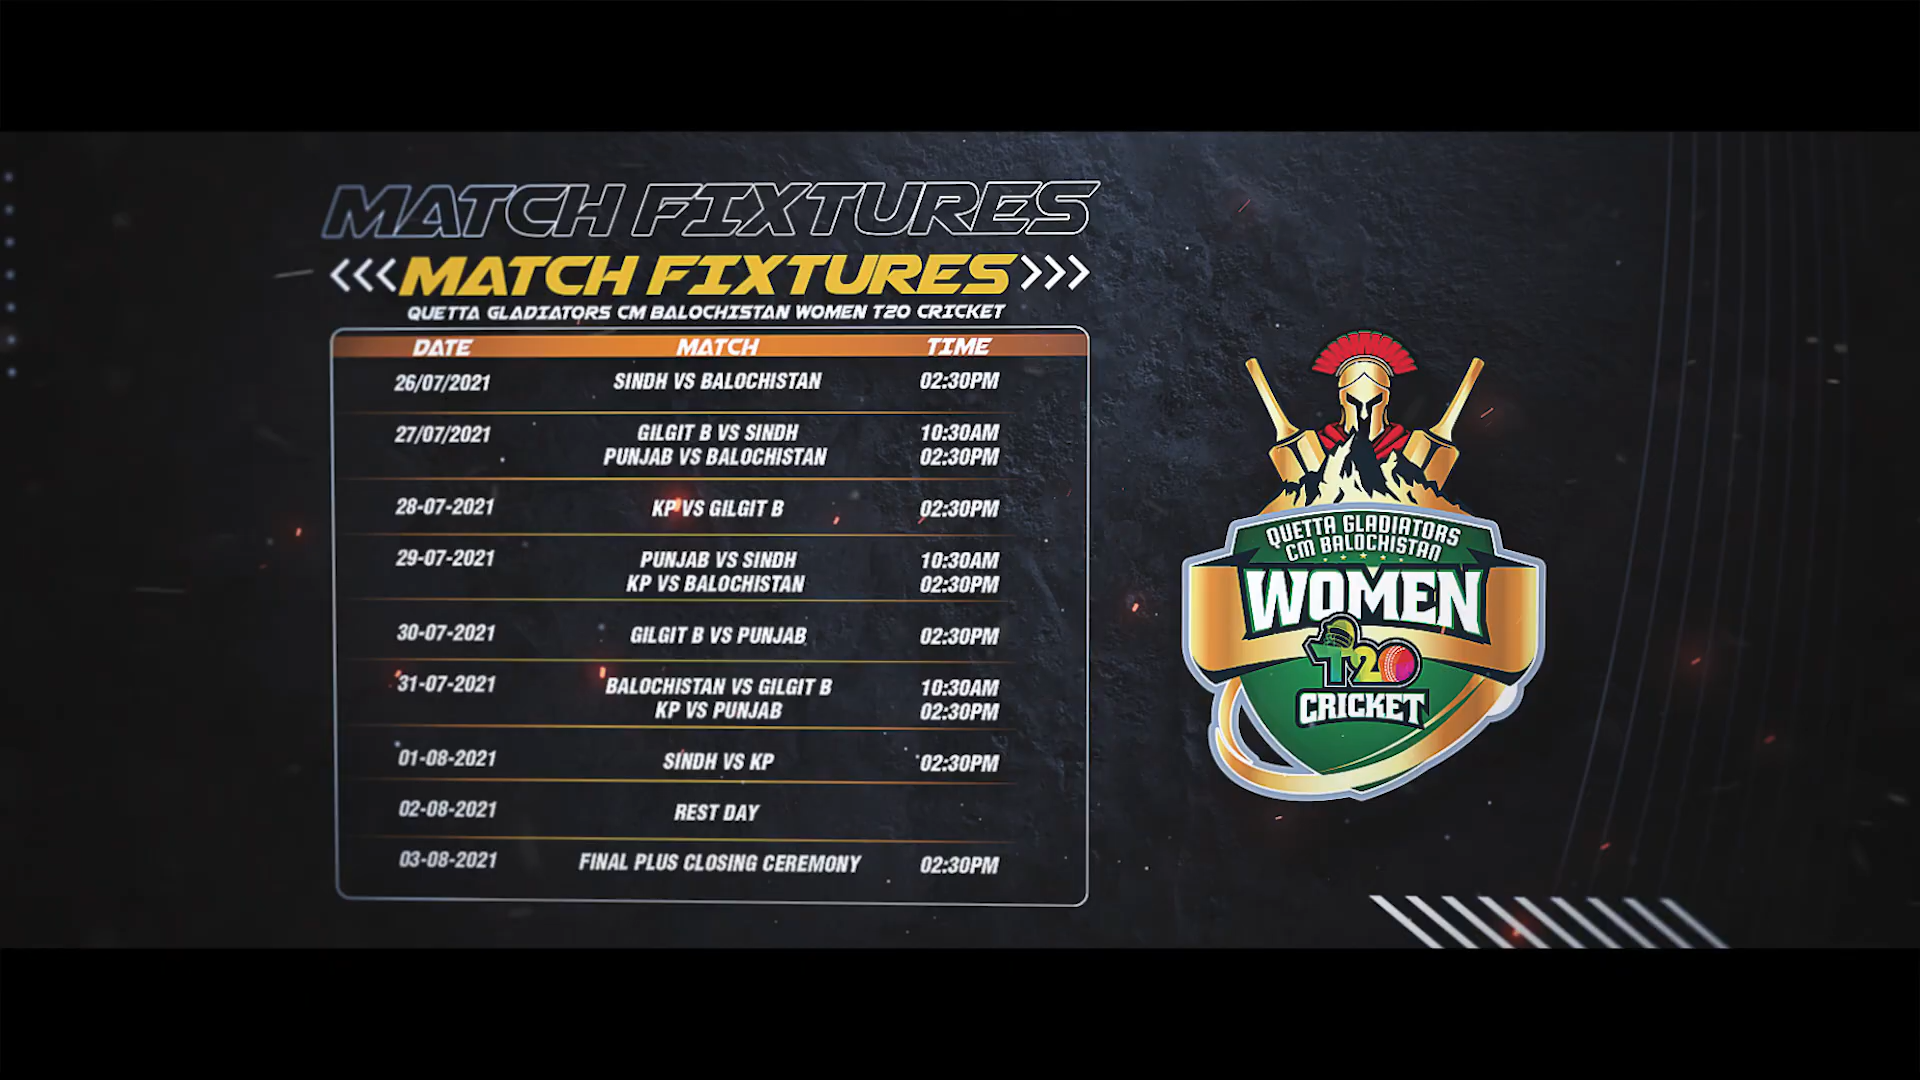 MATCH FIXTURES
<<<MATCH FIXTURES>>>
QUETTA GLADIATORS CM BALOCHISTAN WOMEN T20 CRICKET
DATE MATCH TIME
26/07/2021 SINDH VS BALOCHISTAN 02:30PM
27/07/2021 GILGIT B VS SINDH 10:30AM
PUNJAB VS BALOCHISTAN 02:30PM
28-07-2021 KP VS GILGIT B 02:30PM
29-07-2021 PUNJAB VS SINDH 10:30AM
KP VS BALOCHISTAN 02:30PM
30-07-2021 GILGIT B VS PUNJAB 02:30PM
31-07-2021 BALOCHISTAN VS GILGIT B 10:30AM
KP VS PUNJAB 02:30PM
01-08-2021 SINDH VS KP 02:30PM
02-08-2021 REST DAY
03-08-2021 FINAL PLUS CLOSING CEREMONY 02:30PM
QUETTA GLADIATORS
CM BALOCHISTAN
WOMEN
T20
CRICKET